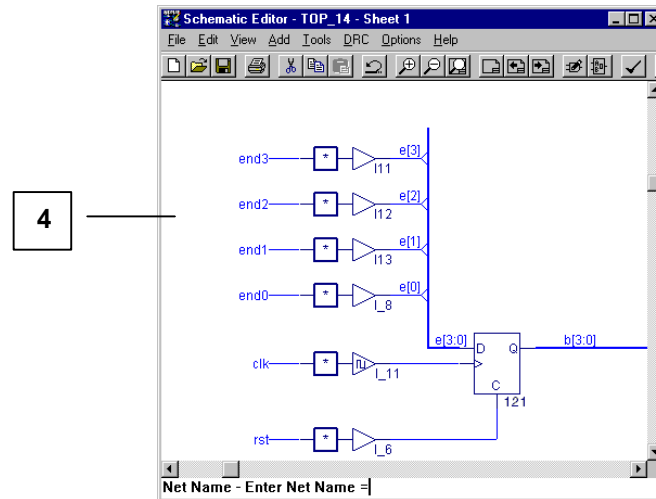 Schematic Editor - TOP_14 - Sheet 1
File Edit View Add Tools DRC Options Help
end3 * I11 e[3]
end2 * I12 e[2]
4
end1 * I13 e[1]
end0 * I_8 e[0]
e[3:0] D Q b[3:0]
clk * I_11
C
121
rst * I_6
Net Name - Enter Net Name =